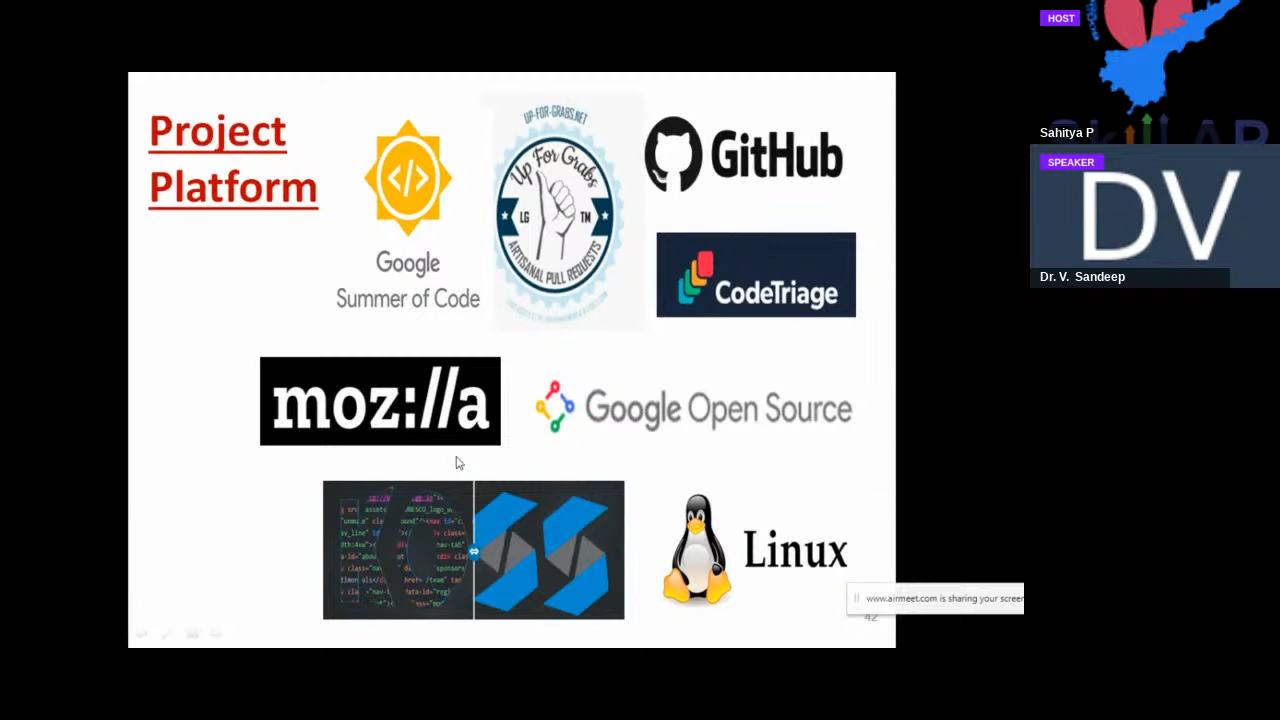 Project
Platform
Google
Summer of Code
UP-FOR-GRABS.NET
Up For Grabs
LG TM
ARTISANAL PULL REQUESTS
GitHub
CodeTriage
moz://a
Google Open Source
Linux
www.airmeet.com is sharing your screen
42
HOST
Sahitya P
SPEAKER
DV
Dr. V. Sandeep